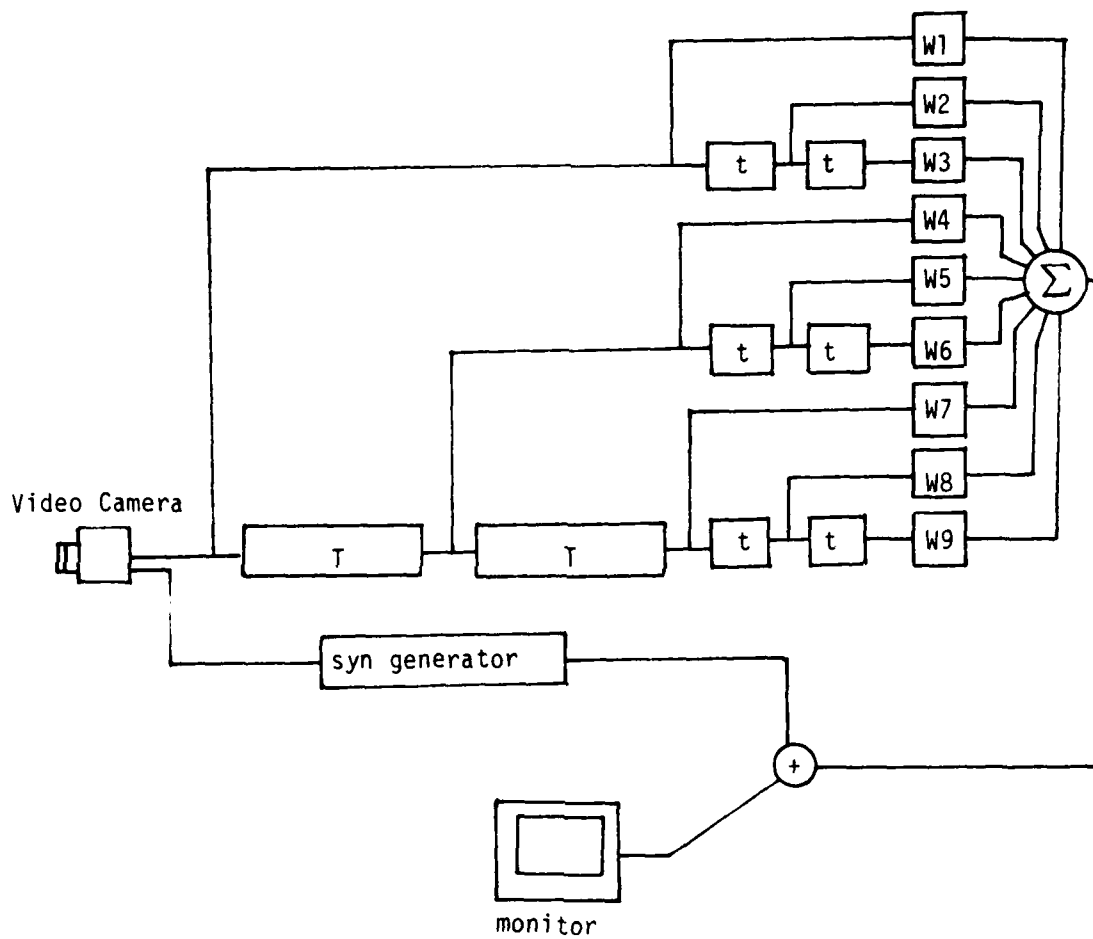 W1
W2
t t W3
W4
W5
t t W6
W7
W8
t t W9
Σ
Video Camera
T T
syn generator
+
monitor